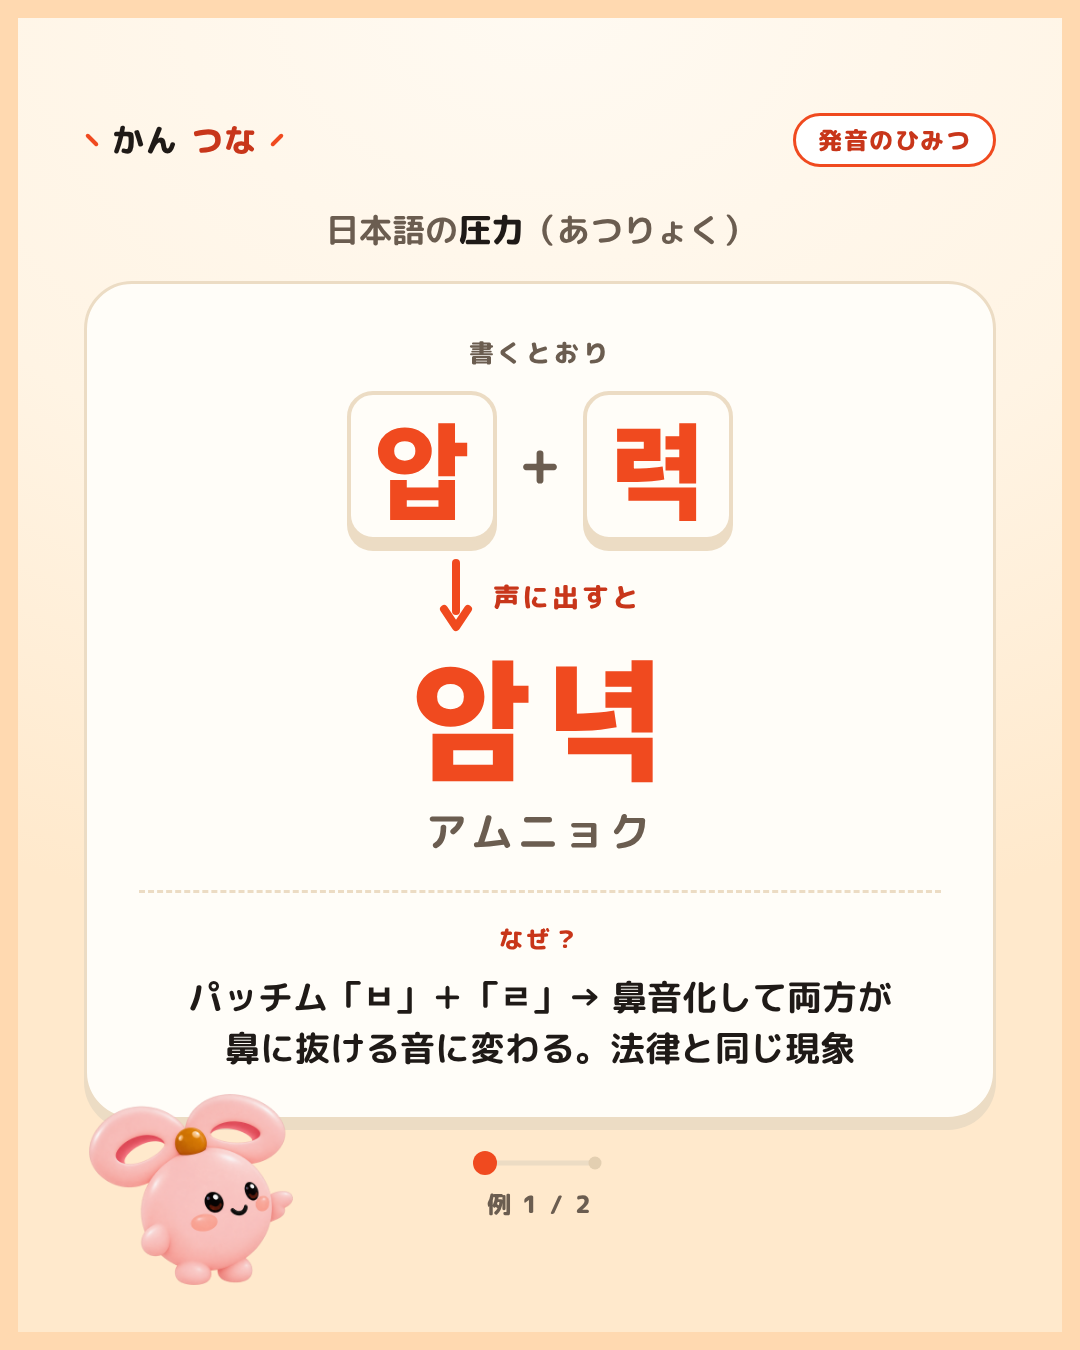 かん つな
発音のひみつ
日本語の圧力（あつりょく）
書くとおり
압 + 력
声に出すと
암녁
アムニョク
なぜ？
パッチム「ㅂ」+「ㄹ」→ 鼻音化して両方が
鼻に抜ける音に変わる。法律と同じ現象
例 1 / 2